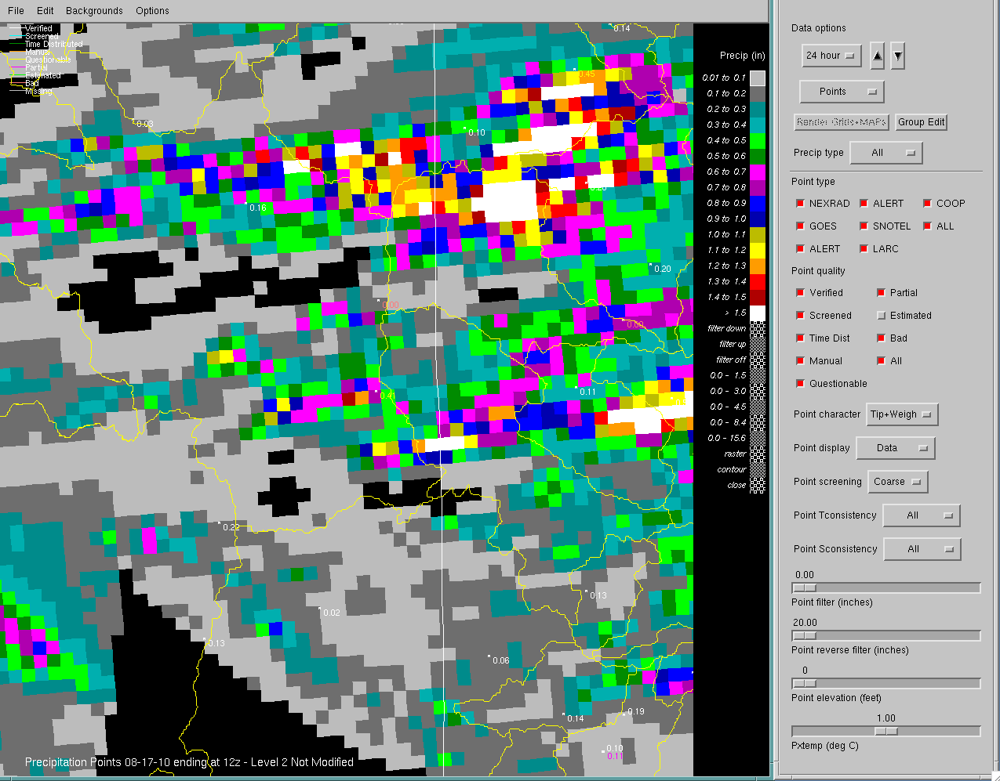 File Edit Backgrounds Options
Verified
Screened
Time Distributed
Manual
Questionable
Partial
Estimated
Bad
Missing
0.14
0.45
0.03
0.10
0.16
0.20
0.20
0.00
0.00
0.11
0.41
0.22
0.13
0.02
0.13
0.06
0.19
0.14
0.10
0.11
Precipitation Points 08-17-10 ending at 12z - Level 2 Not Modified
Precip (in)
0.01 to 0.1
0.1 to 0.2
0.2 to 0.3
0.3 to 0.4
0.4 to 0.5
0.5 to 0.6
0.6 to 0.7
0.7 to 0.8
0.8 to 0.9
0.9 to 1.0
1.0 to 1.1
1.1 to 1.2
1.2 to 1.3
1.3 to 1.4
1.4 to 1.5
> 1.5
filter down
filter up
filter off
0.0 - 1.5
0.0 - 3.0
0.0 - 4.5
0.0 - 8.4
0.0 - 15.6
raster
contour
close
Data options
24 hour
Points
Render Grids+MAPs Group Edit
Precip type All
Point type
NEXRAD ALERT COOP
GOES SNOTEL ALL
ALERT LARC
Point quality
Verified Partial
Screened Estimated
Time Dist Bad
Manual All
Questionable
Point character Tip+Weigh
Point display Data
Point screening Coarse
Point Tconsistency All
Point Sconsistency All
0.00
Point filter (inches)
20.00
Point reverse filter (inches)
0
Point elevation (feet)
1.00
Pxtemp (deg C)